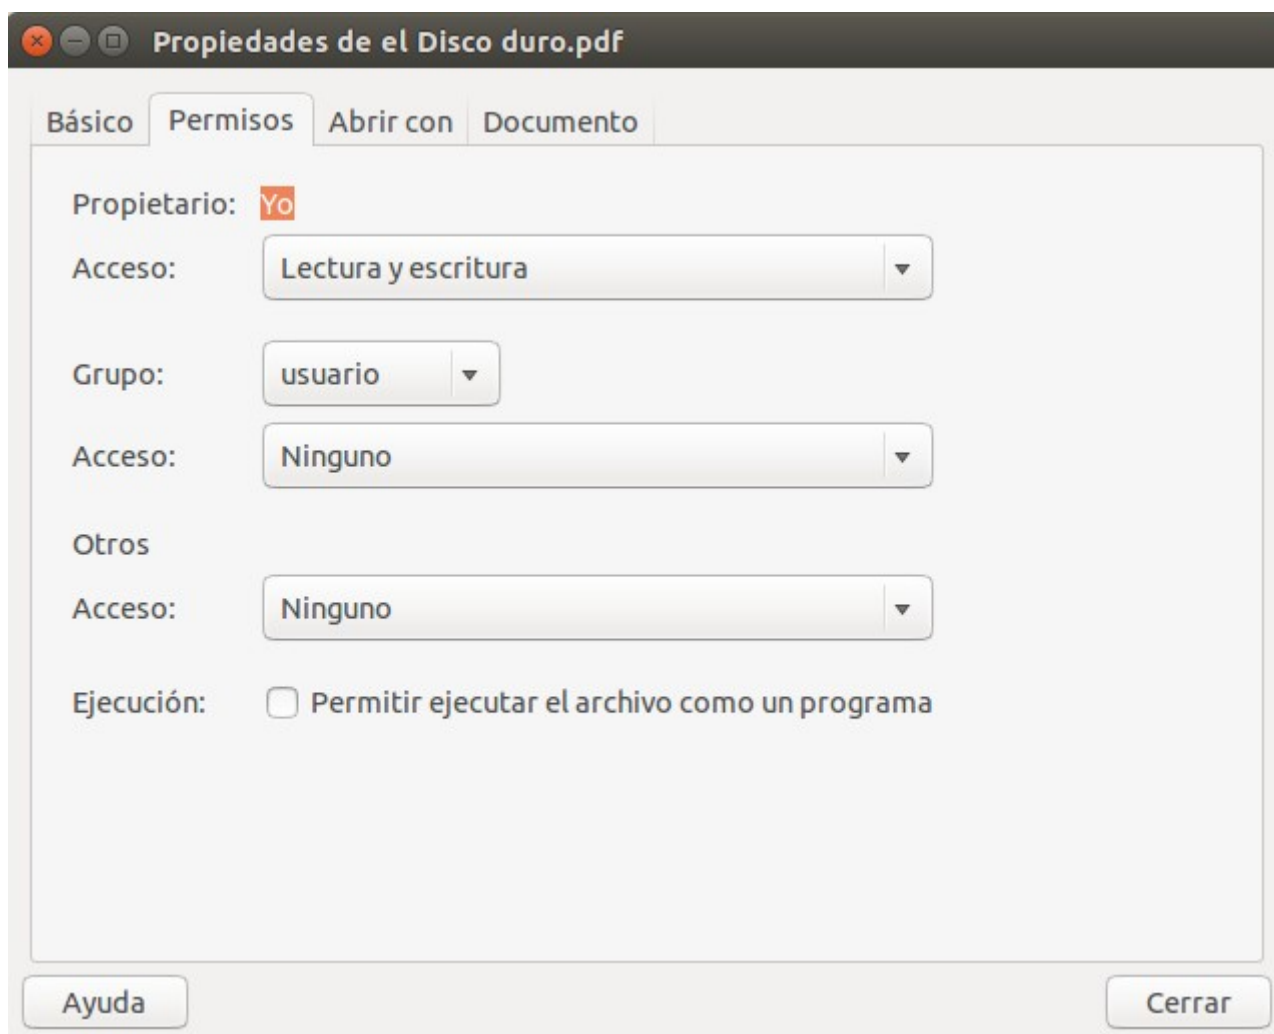 Propiedades de el Disco duro.pdf
Básico Permisos Abrir con Documento
Propietario: Yo
Acceso: Lectura y escritura
Grupo: usuario
Acceso: Ninguno
Otros
Acceso: Ninguno
Ejecución: Permitir ejecutar el archivo como un programa
Ayuda Cerrar